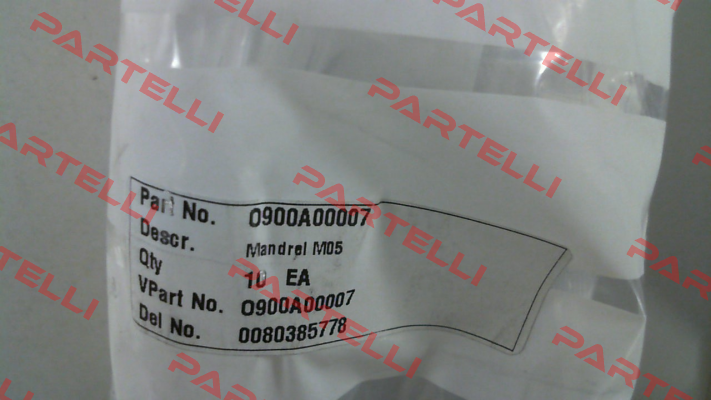 PARTELLI
PARTELLI
PARTELLI
PARTELLI
PARTELLI
PARTELLI
PARTELLI
PARTELLI
Part No. 0900A00007
Descr. Mandrel M05
Qty 10 EA
VPart No. 0900A00007
Del No. 0080385778